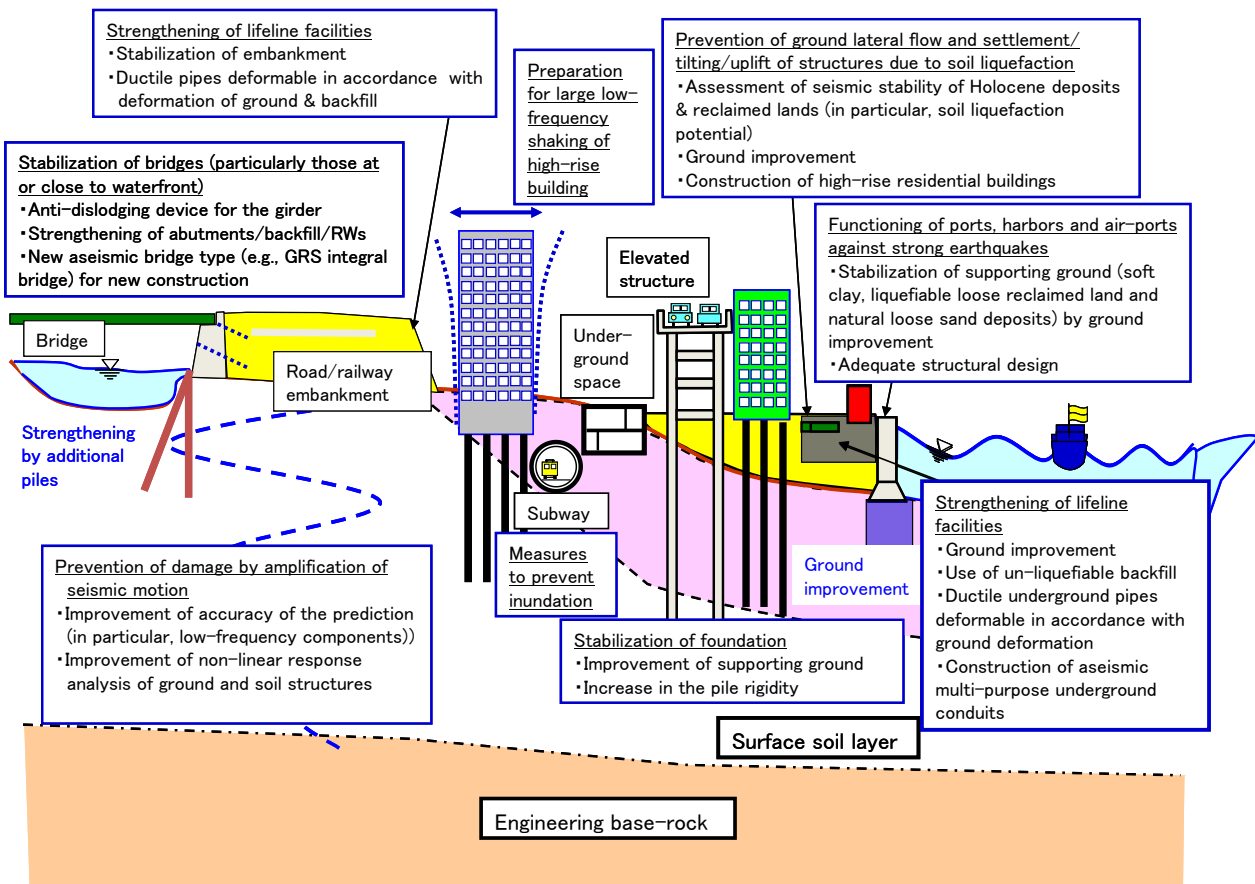 Strengthening of lifeline facilities
・Stabilization of embankment
・Ductile pipes deformable in accordance with
deformation of ground & backfill
Preparation
for large low-
frequency
shaking of
high-rise
building
Prevention of ground lateral flow and settlement/
tilting/uplift of structures due to soil liquefaction
・Assessment of seismic stability of Holocene deposits
& reclaimed lands (in particular, soil liquefaction
potential)
・Ground improvement
・Construction of high-rise residential buildings
Stabilization of bridges (particularly those at
or close to waterfront)
・Anti-dislodging device for the girder
・Strengthening of abutments/backfill/RWs
・New aseismic bridge type (e.g., GRS integral
bridge) for new construction
Functioning of ports, harbors and air-ports
against strong earthquakes
・Stabilization of supporting ground (soft
clay, liquefiable loose reclaimed land and
natural loose sand deposits) by ground
improvement
・Adequate structural design
Elevated
structure
Bridge
Under-
ground
space
Road/railway
embankment
Strengthening
by additional
piles
Subway
Measures
to prevent
inundation
Ground
improvement
Strengthening of lifeline
facilities
・Ground improvement
・Use of un-liquefiable backfill
・Ductile underground pipes
deformable in accordance with
ground deformation
・Construction of aseismic
multi-purpose underground
conduits
Prevention of damage by amplification of
seismic motion
・Improvement of accuracy of the prediction
(in particular, low-frequency components))
・Improvement of non-linear response
analysis of ground and soil structures
Stabilization of foundation
・Improvement of supporting ground
・Increase in the pile rigidity
Surface soil layer
Engineering base-rock